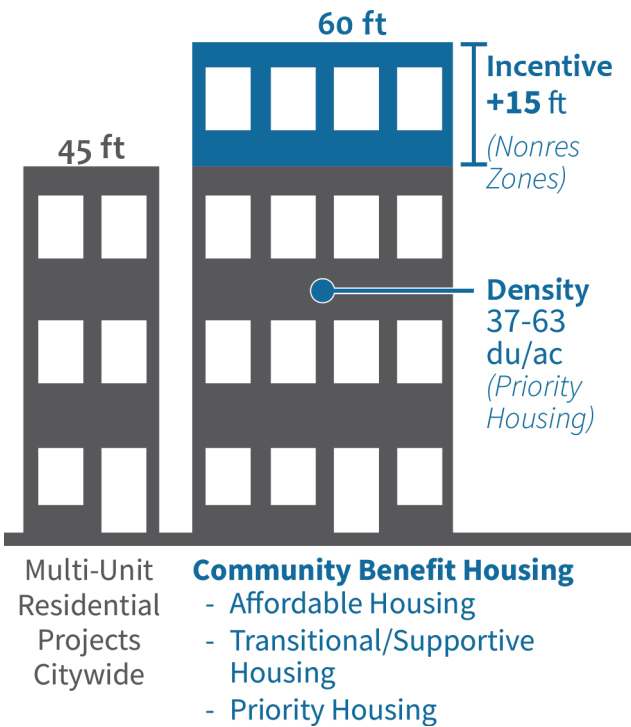 60 ft
Incentive
+15 ft
(Nonres
Zones)
45 ft
Density
37-63
du/ac
(Priority
Housing)
Multi-Unit
Residential
Projects
Citywide
Community Benefit Housing
- Affordable Housing
- Transitional/Supportive
Housing
- Priority Housing